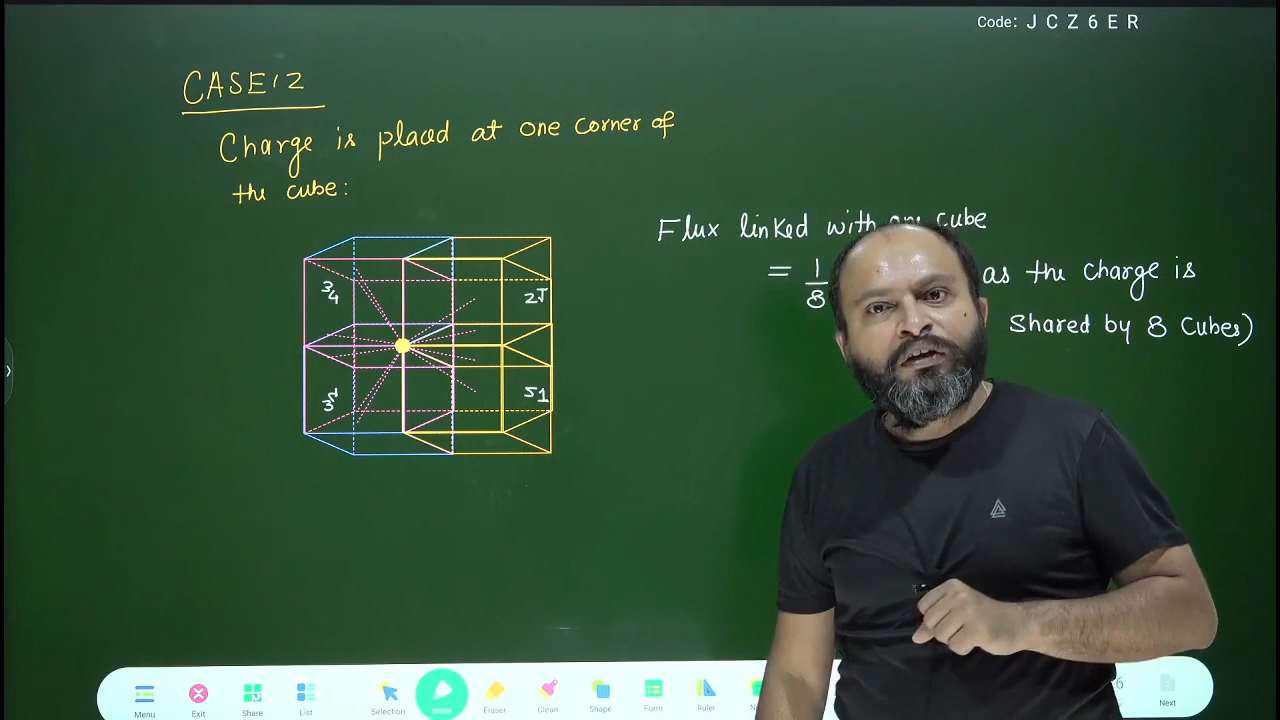 Code: J C Z 6 E R
CASE: 2
Charge is placed at one corner of
the cube:
Flux linked with one cube
= 1/8
as the charge is
Shared by 8 Cubes)
Menu
Exit
Share
List
Selection
Eraser
Clean
Shape
Form
Ruler
6
Next